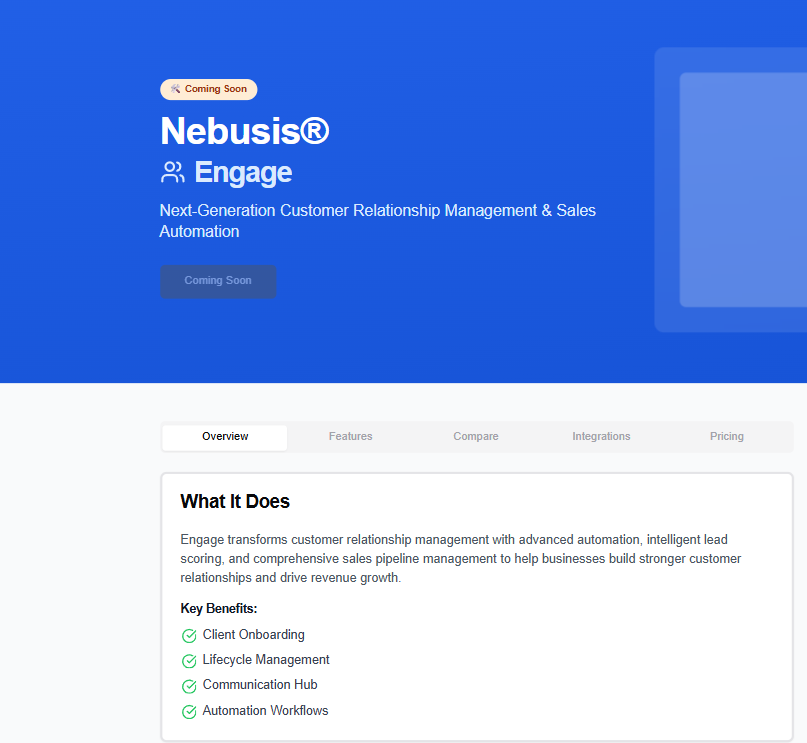 Coming Soon
Nebusis®
Engage
Next-Generation Customer Relationship Management & Sales
Automation
Coming Soon
Overview Features Compare Integrations Pricing
What It Does
Engage transforms customer relationship management with advanced automation, intelligent lead
scoring, and comprehensive sales pipeline management to help businesses build stronger customer
relationships and drive revenue growth.
Key Benefits:
Client Onboarding
Lifecycle Management
Communication Hub
Automation Workflows